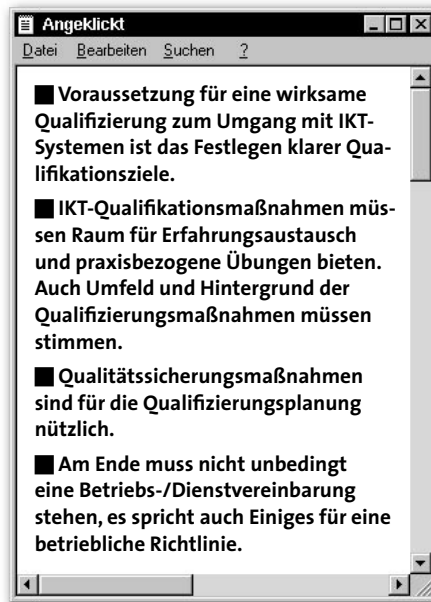 Angeklickt
Datei Bearbeiten Suchen ?
■ Voraussetzung für eine wirksame
Qualifizierung zum Umgang mit IKT-
Systemen ist das Festlegen klarer Qua-
lifikationsziele.
■ IKT-Qualifikationsmaßnahmen müs-
sen Raum für Erfahrungsaustausch
und praxisbezogene Übungen bieten.
Auch Umfeld und Hintergrund der
Qualifizierungsmaßnahmen müssen
stimmen.
■ Qualitätssicherungsmaßnahmen
sind für die Qualifizierungsplanung
nützlich.
■ Am Ende muss nicht unbedingt
eine Betriebs-/Dienstvereinbarung
stehen, es spricht auch Einiges für eine
betriebliche Richtlinie.